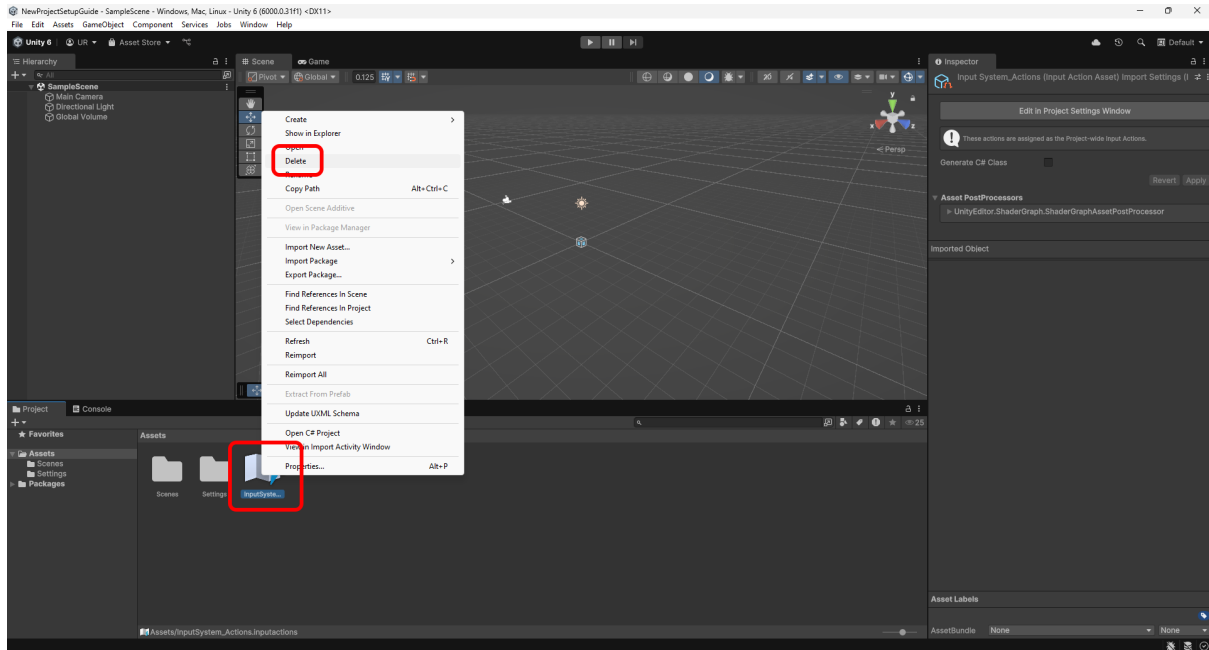 NewProjectSetupGuide - SampleScene - Windows, Mac, Linux - Unity 6 (6000.0.31f1) <DX11>
File Edit Assets GameObject Component Services Jobs Window Help
Unity 6 UR Asset Store Default
Hierarchy
All
SampleScene
Main Camera
Directional Light
Global Volume
Scene Game
Pivot Global 0.125 2D
y
x z
Persp
Create
Show in Explorer
Open
Delete
Rename
Copy Path Alt+Ctrl+C
Open Scene Additive
View in Package Manager
Import New Asset...
Import Package
Export Package...
Find References In Scene
Find References In Project
Select Dependencies
Refresh Ctrl+R
Reimport
Reimport All
Extract From Prefab
Update UXML Schema
Open C# Project
View in Import Activity Window
Properties... Alt+P
Inspector
Input System_Actions (Input Action Asset) Import Settings (I
Edit in Project Settings Window
These actions are assigned as the Project-wide Input Actions.
Generate C# Class
Revert Apply
Asset PostProcessors
UnityEditor.ShaderGraph.ShaderGraphAssetPostProcessor
Imported Object
Project Console
25
Favorites
Assets
Scenes
Settings
Packages
Assets
Scenes Settings InputSyste...
Assets/InputSystem_Actions.inputactions
Asset Labels
AssetBundle None None